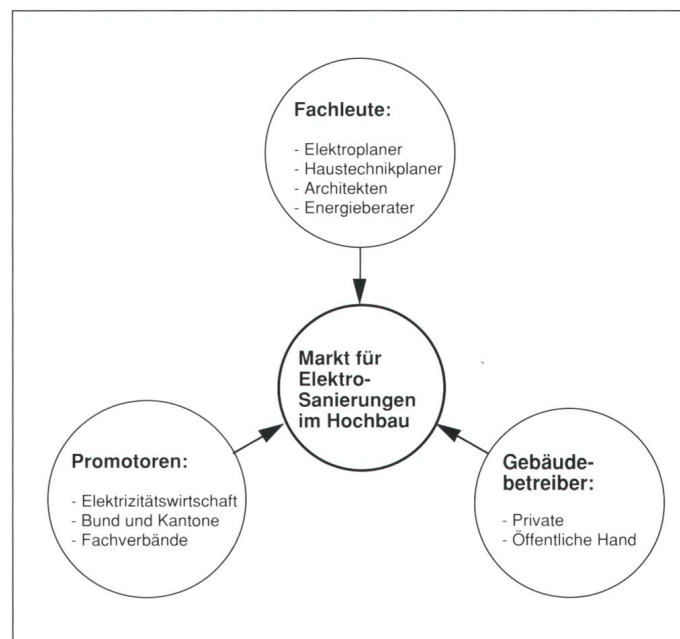 Fachleute:
- Elektroplaner
- Haustechnikplaner
- Architekten
- Energieberater
Markt für
Elektro-
Sanierungen
im Hochbau
Promotoren:
- Elektrizitätswirtschaft
- Bund und Kantone
- Fachverbände
Gebäude-
betreiber:
- Private
- Öffentliche Hand